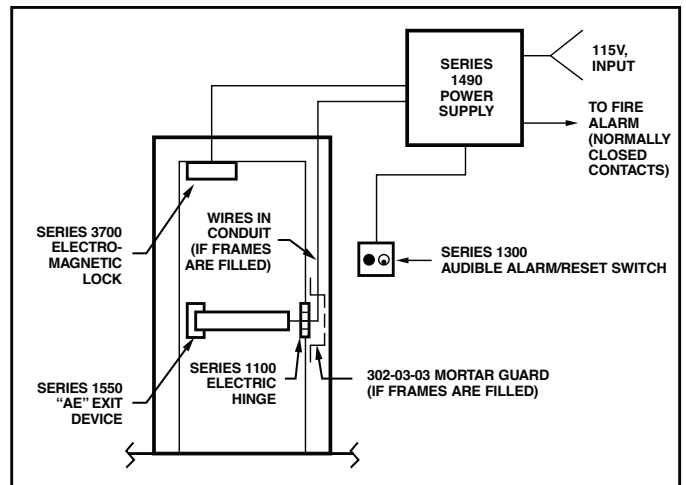 SERIES
1490
POWER
SUPPLY
115V,
INPUT
TO FIRE
ALARM
(NORMALLY
CLOSED
CONTACTS)
SERIES 3700
ELECTRO-
MAGNETIC
LOCK
WIRES IN
CONDUIT
(IF FRAMES
ARE FILLED)
SERIES 1300
AUDIBLE ALARM/RESET SWITCH
SERIES 1550
“AE” EXIT
DEVICE
SERIES 1100
ELECTRIC
HINGE
302-03-03 MORTAR GUARD
(IF FRAMES ARE FILLED)